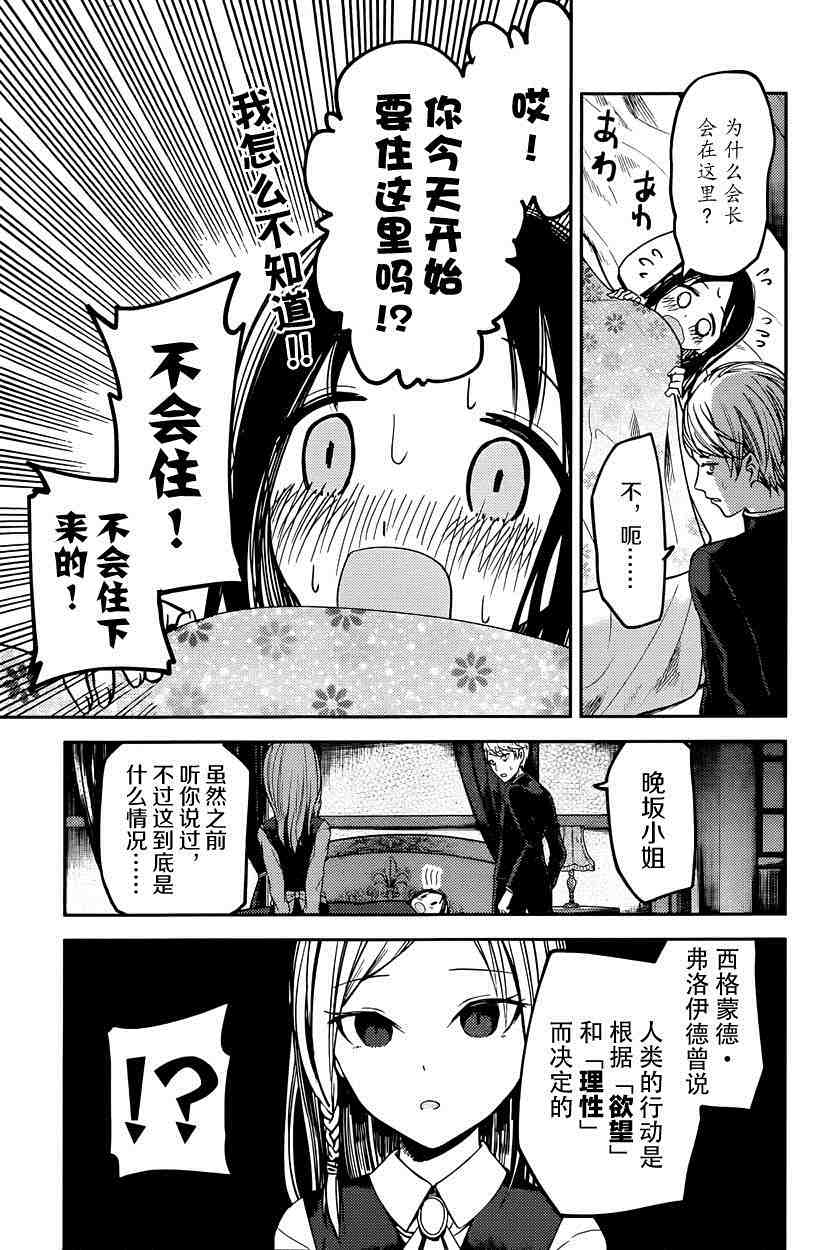 为什么会长
会在这里?
あわ
あわ
不,呃……
哎!
你今天开始
要住这里吗!?
我怎么不知道!!
不会住!
不会住下
来的!
晚坂小姐
虽然之前
听你说过,
不过这到底是
什么情况……
西格蒙德·
弗洛伊德曾说
人类的行动是
根据「欲望」
和「理性」
而决定的
!?